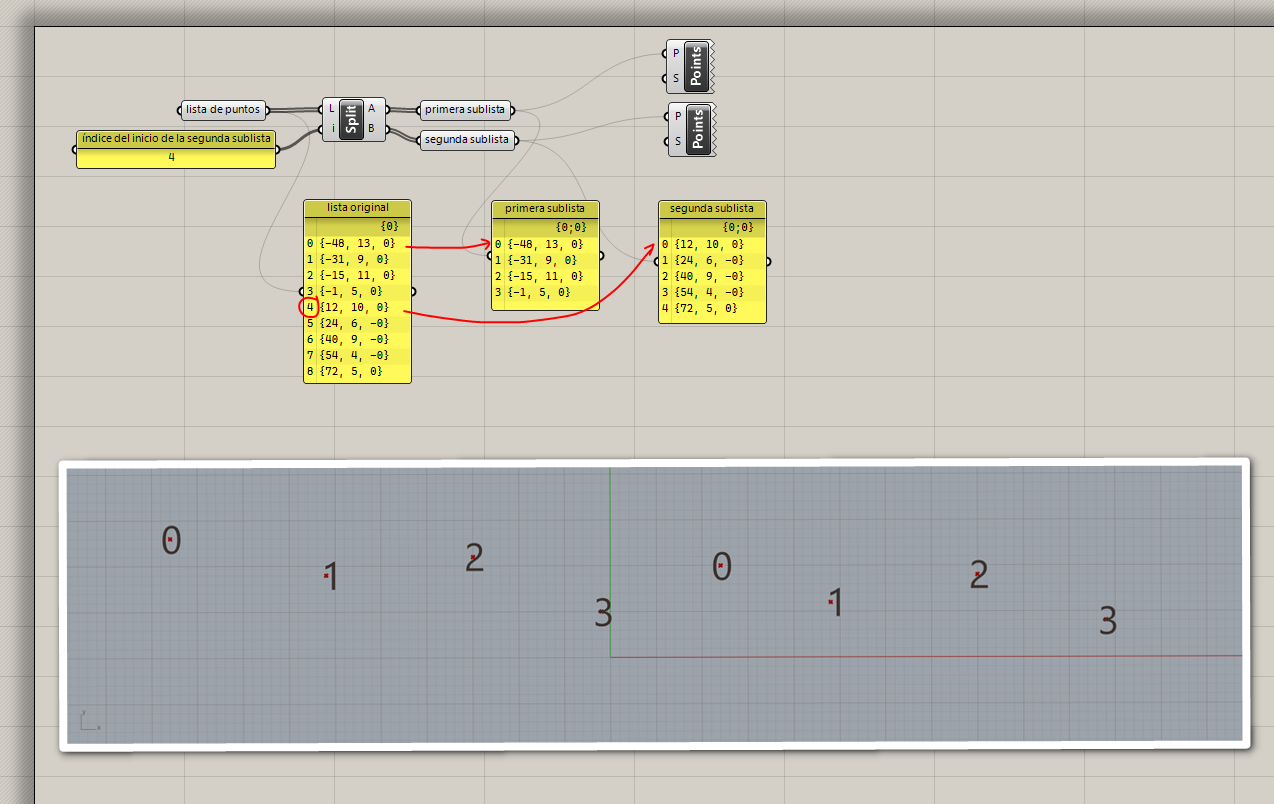 P
S
Points
lista de puntos
L
i
Split
A
B
primera sublista
segunda sublista
P
S
Points
índice del inicio de la segunda sublista
4
lista original
{0}
0 {-48, 13, 0}
1 {-31, 9, 0}
2 {-15, 11, 0}
3 {-1, 5, 0}
4 {12, 10, 0}
5 {24, 6, -0}
6 {40, 9, -0}
7 {54, 4, -0}
8 {72, 5, 0}
primera sublista
{0;0}
0 {-48, 13, 0}
1 {-31, 9, 0}
2 {-15, 11, 0}
3 {-1, 5, 0}
segunda sublista
{0;0}
0 {12, 10, 0}
1 {24, 6, -0}
2 {40, 9, -0}
3 {54, 4, -0}
4 {72, 5, 0}
0
1
2
3
0
1
2
3
y
x